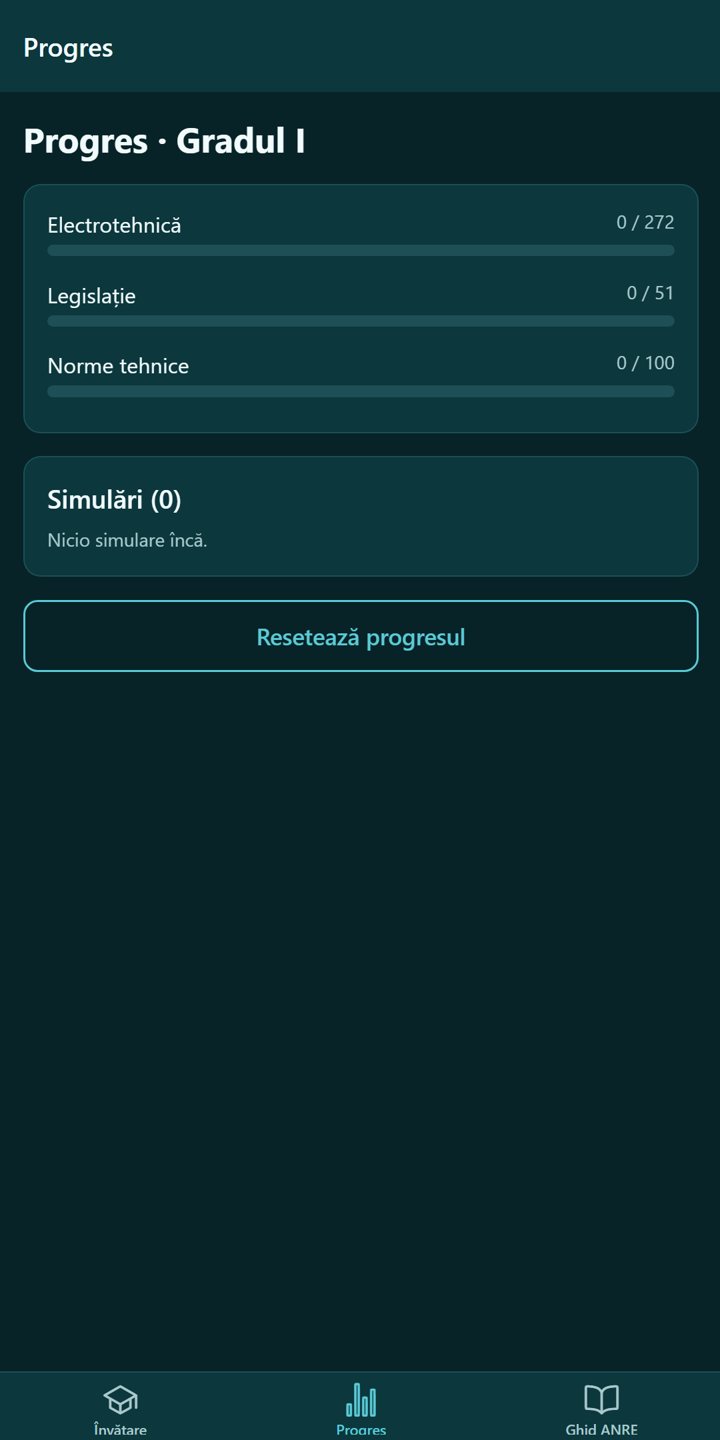 Progres
Progres · Gradul I
Electrotehnică 0 / 272
Legislație 0 / 51
Norme tehnice 0 / 100
Simulări (0)
Nicio simulare încă.
Resetează progresul
Învățare Progres Ghid ANRE